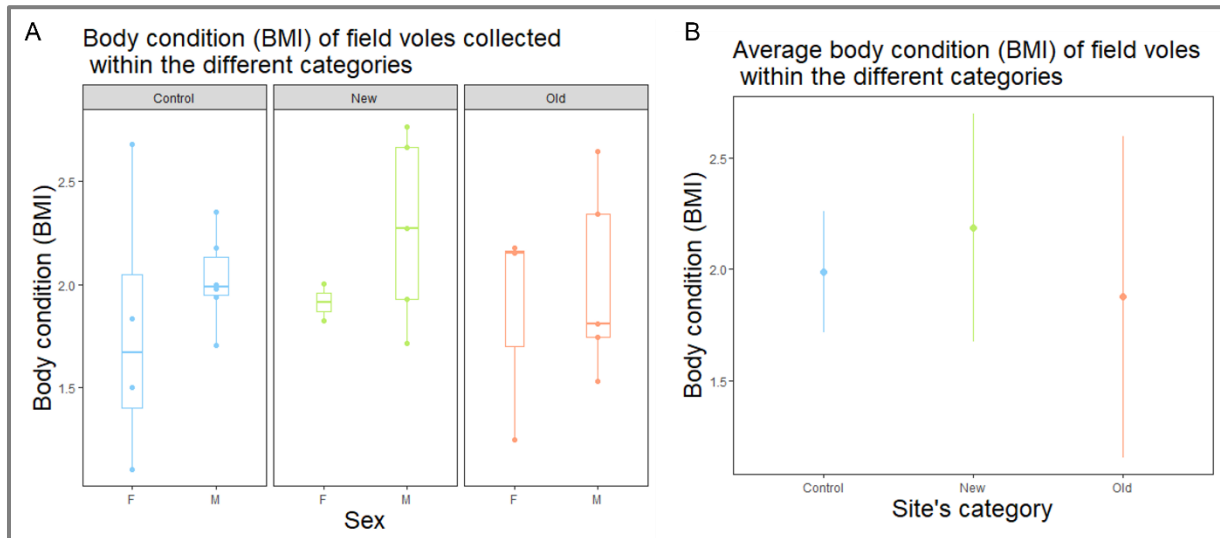 A
Body condition (BMI) of field voles collected
within the different categories
Control
New
Old
Body condition (BMI)
2.5
2.0
1.5
F
M
F
M
F
M
Sex
B
Average body condition (BMI) of field voles
within the different categories
Body condition (BMI)
2.5
2.0
1.5
Control
New
Old
Site's category